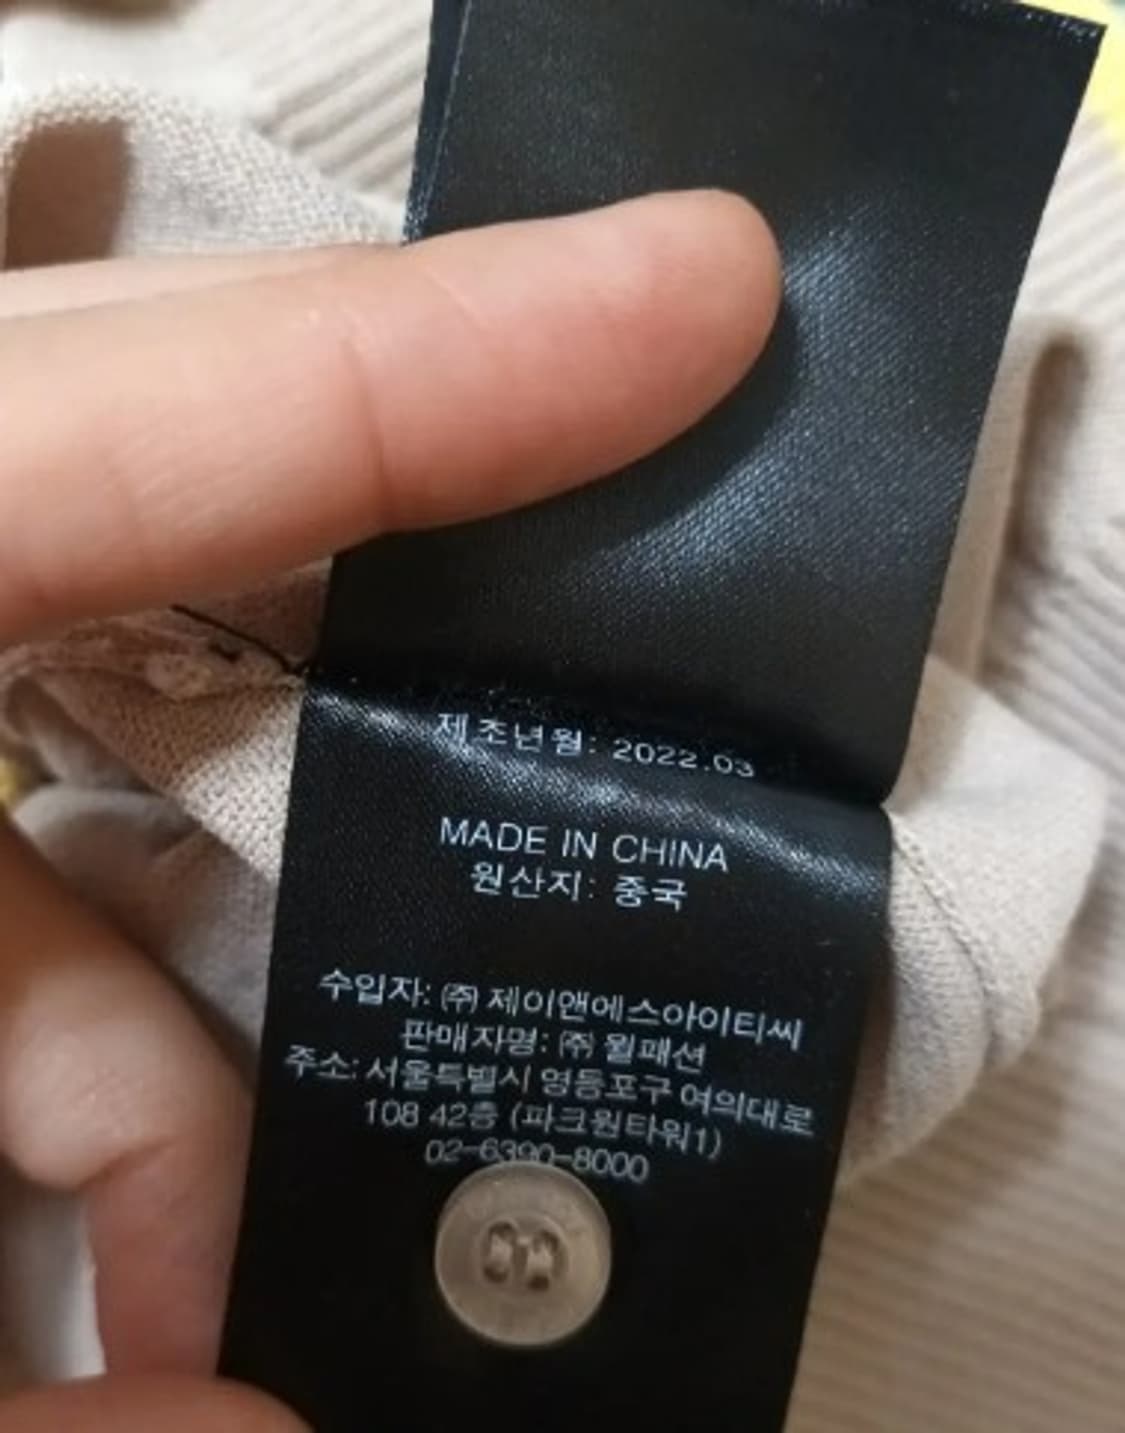 제조년월: 2022.03
MADE IN CHINA
원산지: 중국
수입자: ㈜ 제이앤에스아이티씨
판매자명: ㈜ 월패션
주소: 서울특별시 영등포구 여의대로
108 42층 (파크원타워1)
02-6390-8000